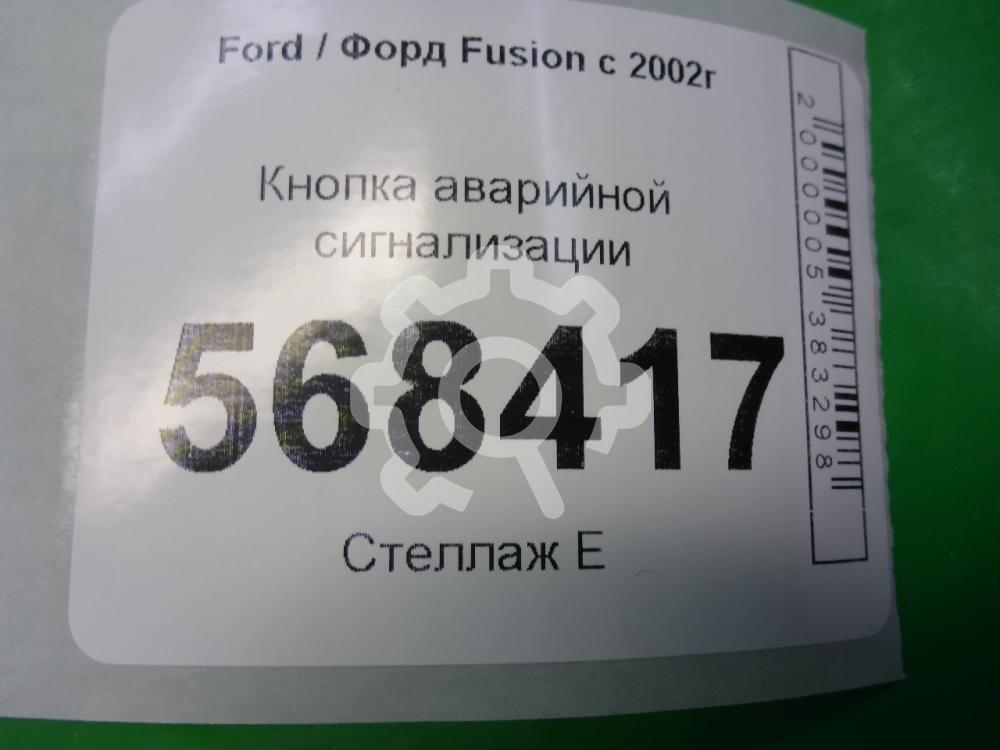 Ford / Форд Fusion с 2002г
Кнопка аварийной
сигнализации
568417
Стеллаж Е
2000005383298